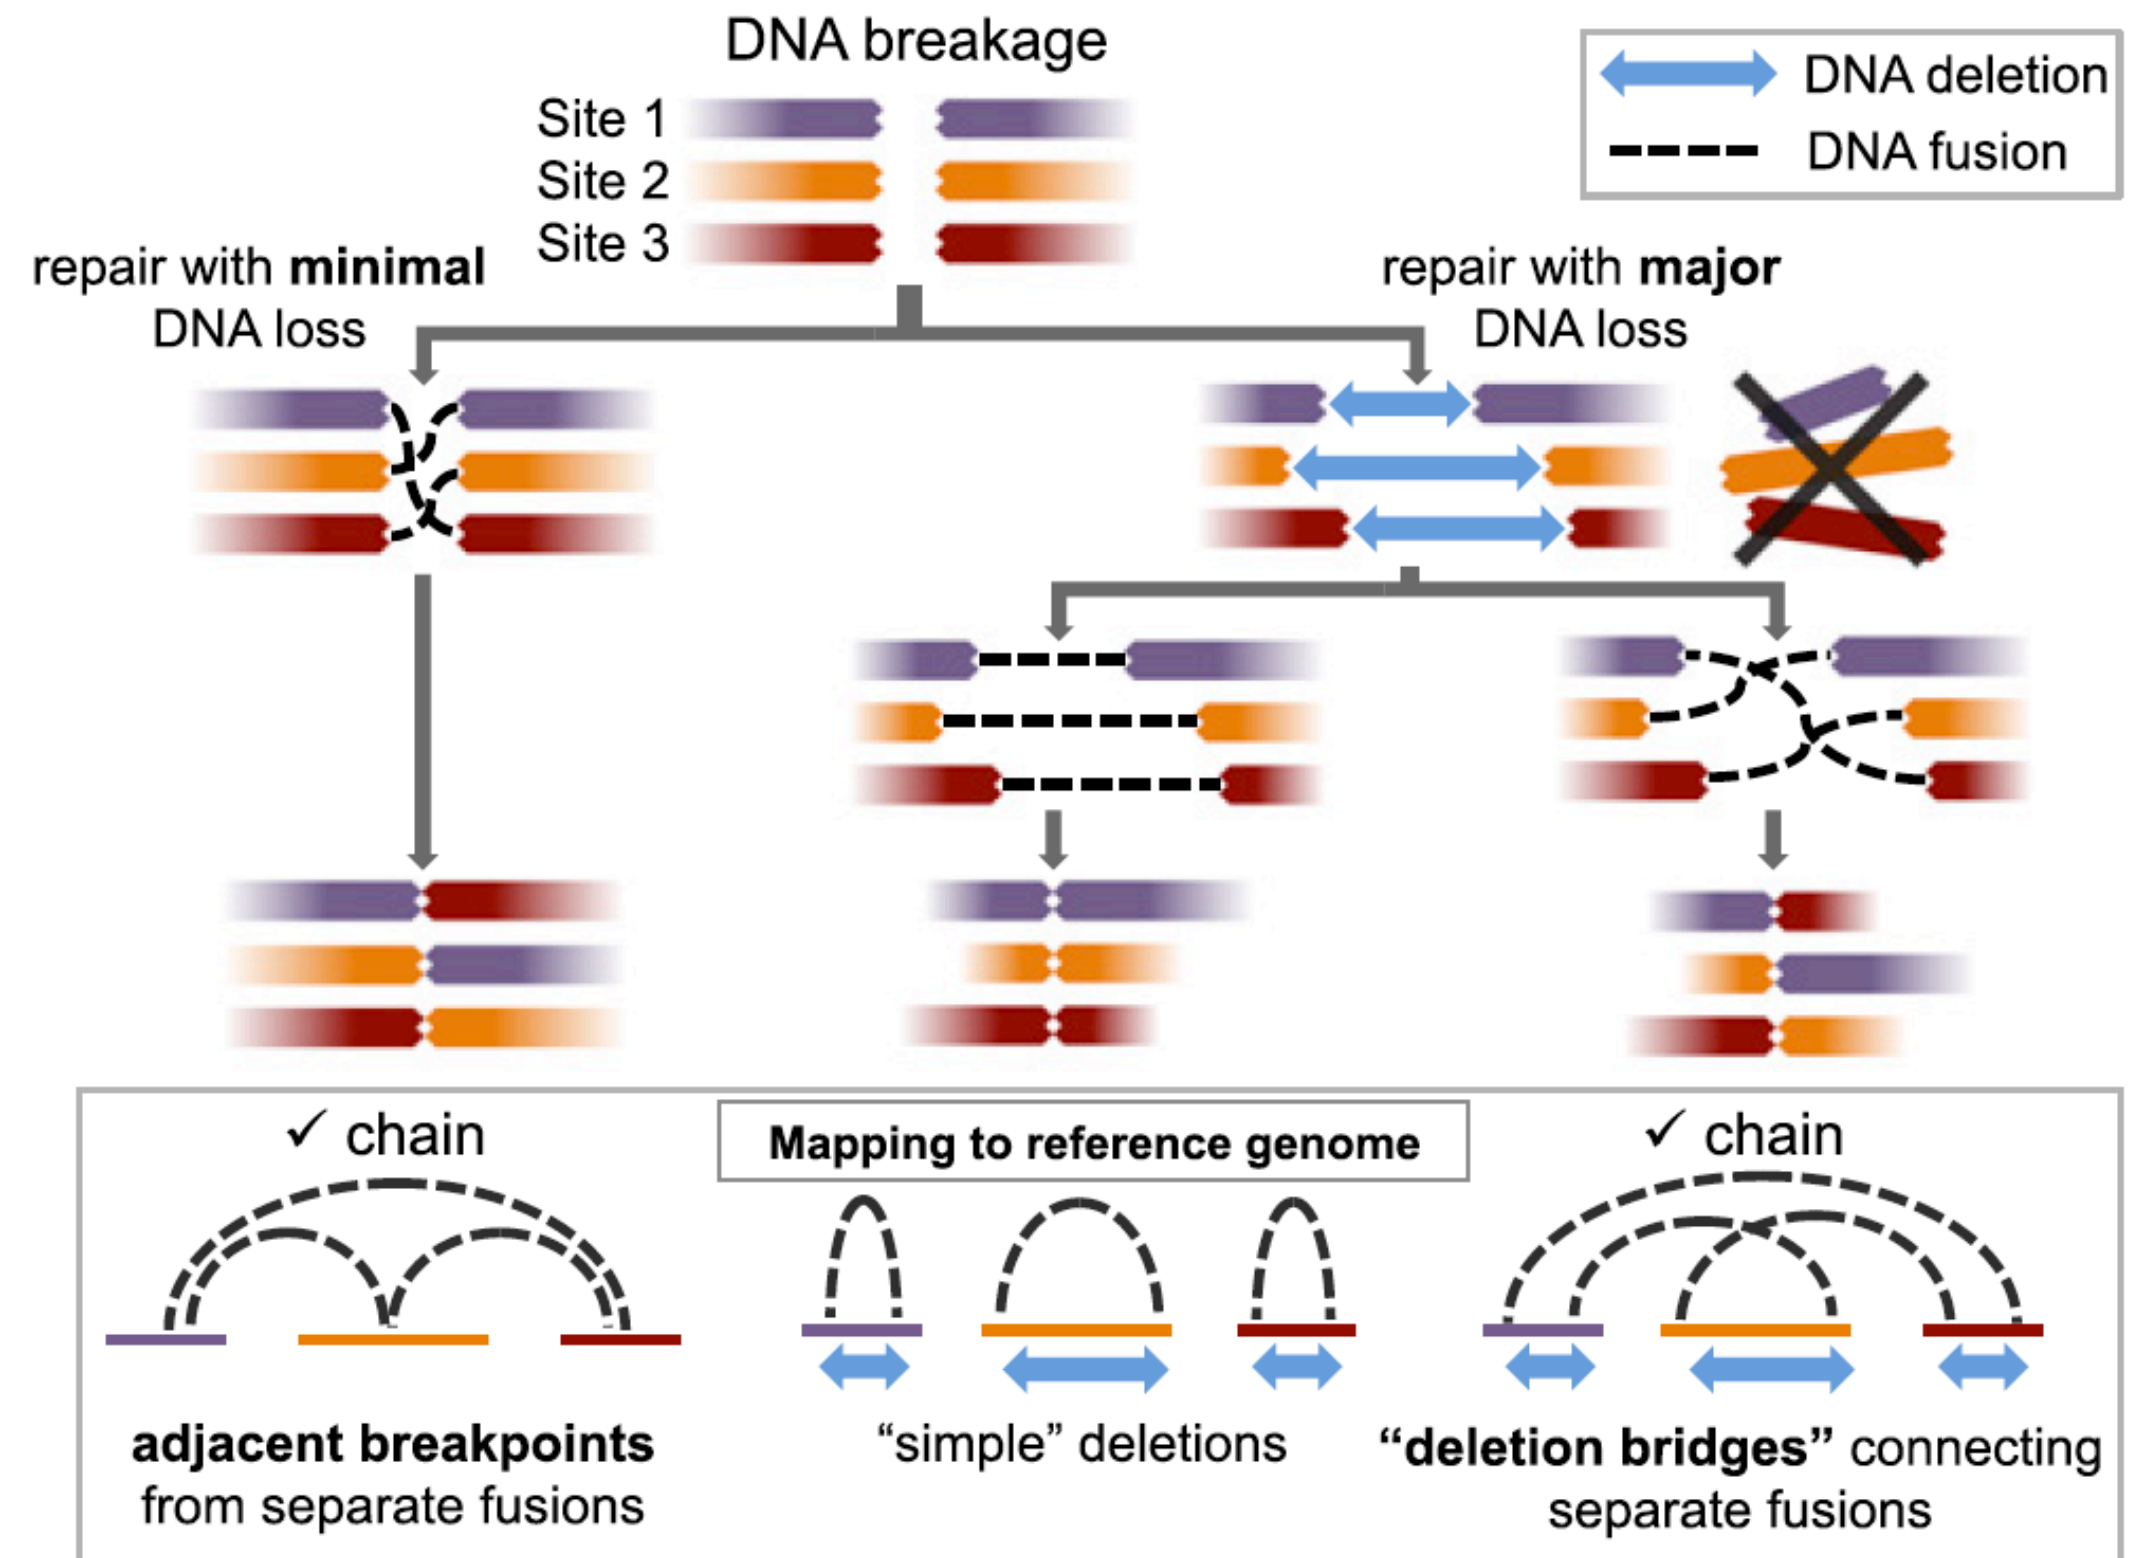 DNA breakage
DNA deletion
DNA fusion
Site 1
Site 2
Site 3
repair with minimal
DNA loss
repair with major
DNA loss
✓ chain
Mapping to reference genome
✓ chain
adjacent breakpoints
from separate fusions
“simple” deletions
“deletion bridges” connecting
separate fusions